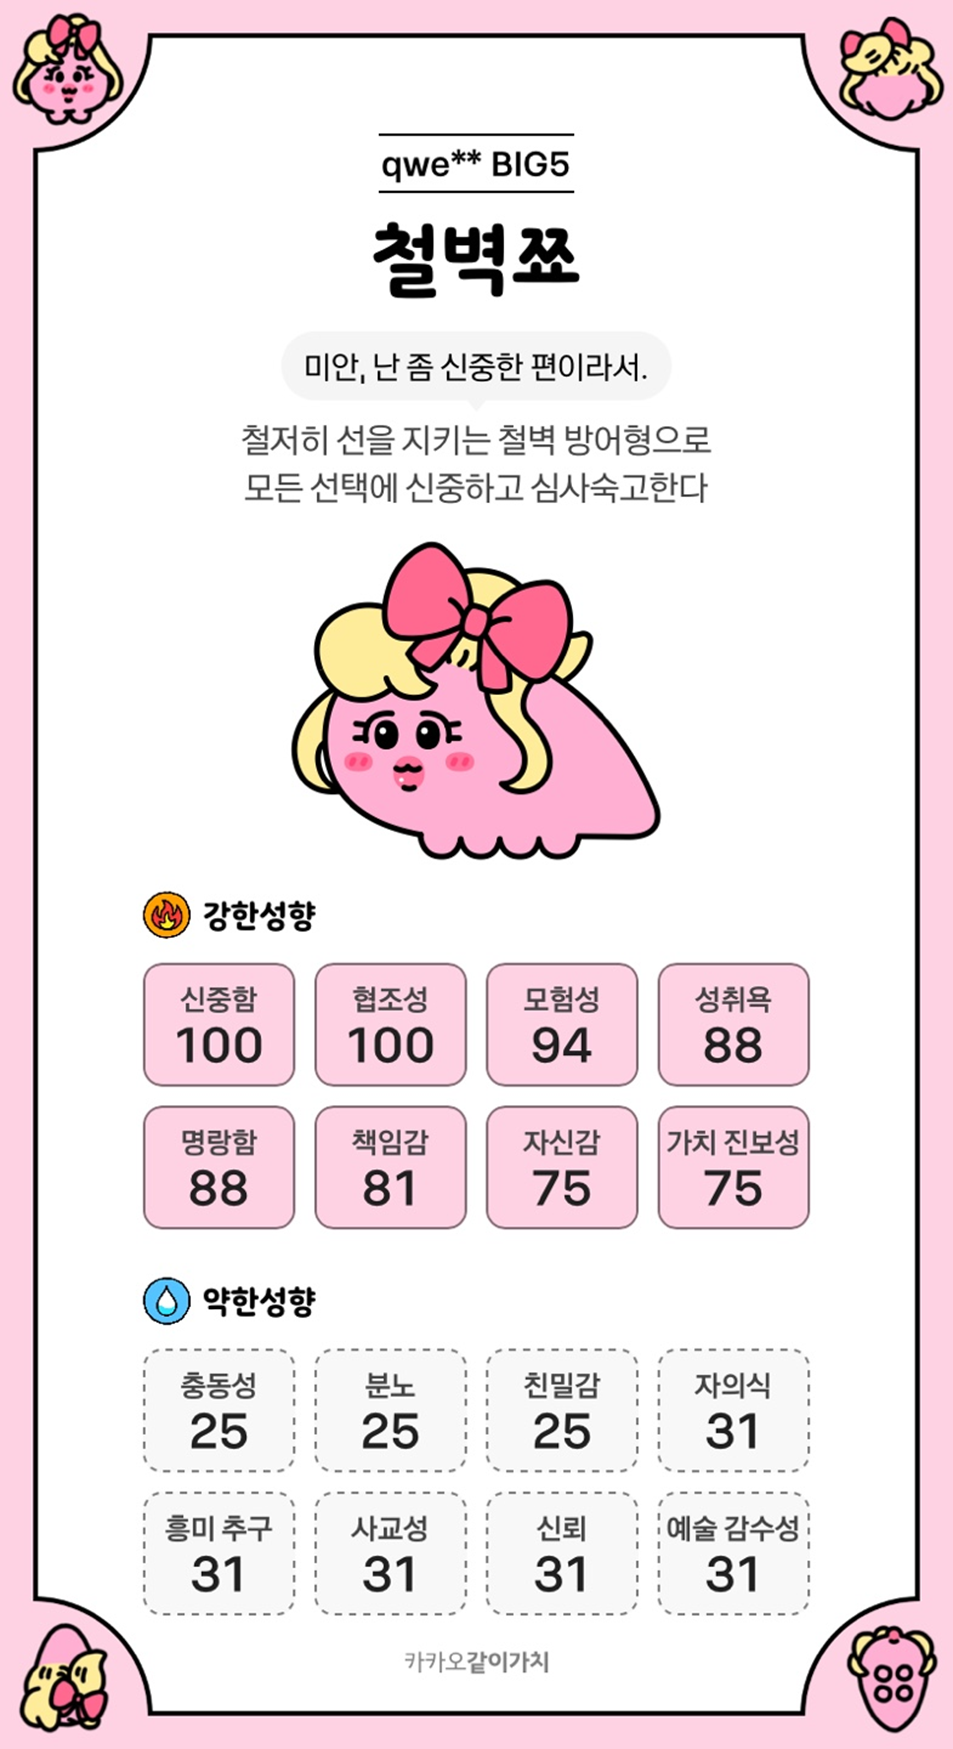 qwe** BIG5
철벽쬬
미안, 난 좀 신중한 편이라서.
철저히 선을 지키는 철벽 방어형으로
모든 선택에 신중하고 심사숙고한다
강한성향
신중함 협조성 모험성 성취욕
100 100 94 88
명랑함 책임감 자신감 가치 진보성
88 81 75 75
약한성향
충동성 분노 친밀감 자의식
25 25 25 31
흥미 추구 사교성 신뢰 예술 감수성
31 31 31 31
카카오같이가치